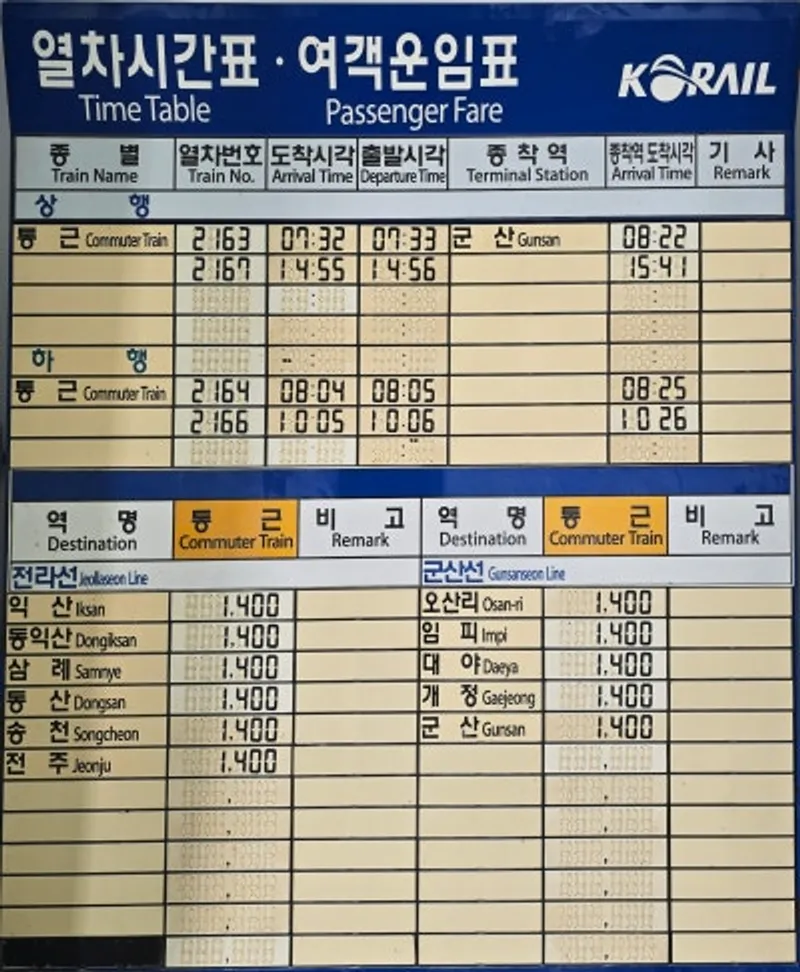 열차시간표 · 여객운임표
Time Table Passenger Fare
KORAIL
종 별 열차번호 도착시각 출발시각 종 착 역 종착역 도착시각 기 사
Train Name Train No. Arrival Time Departure Time Terminal Station Arrival Time Remark
상 행
통 근 Commuter Train 2163 07:32 07:33 군 산 Gunsan 08:22
2167 14:55 14:56 15:41
하 행
통 근 Commuter Train 2164 08:04 08:05 08:25
2166 10 05 10:06 10 26
역 명 통 근 비 고 역 명 통 근 비 고
Destination Commuter Train Remark Destination Commuter Train Remark
전라선 Jeollaseon Line 군산선 Gunsanseon Line
익 산 Iksan 1,400 오산리 Osan-ri 1,400
동익산 Dongiksan 1,400 임 피 Impi 1,400
삼 례 Samnye 1,400 대 야 Daeya 1,400
동 산 Dongsan 1,400 개 정 Gaejeong 1,400
송 천 Songcheon 1,400 군 산 Gunsan 1,400
전 주 Jeonju 1,400